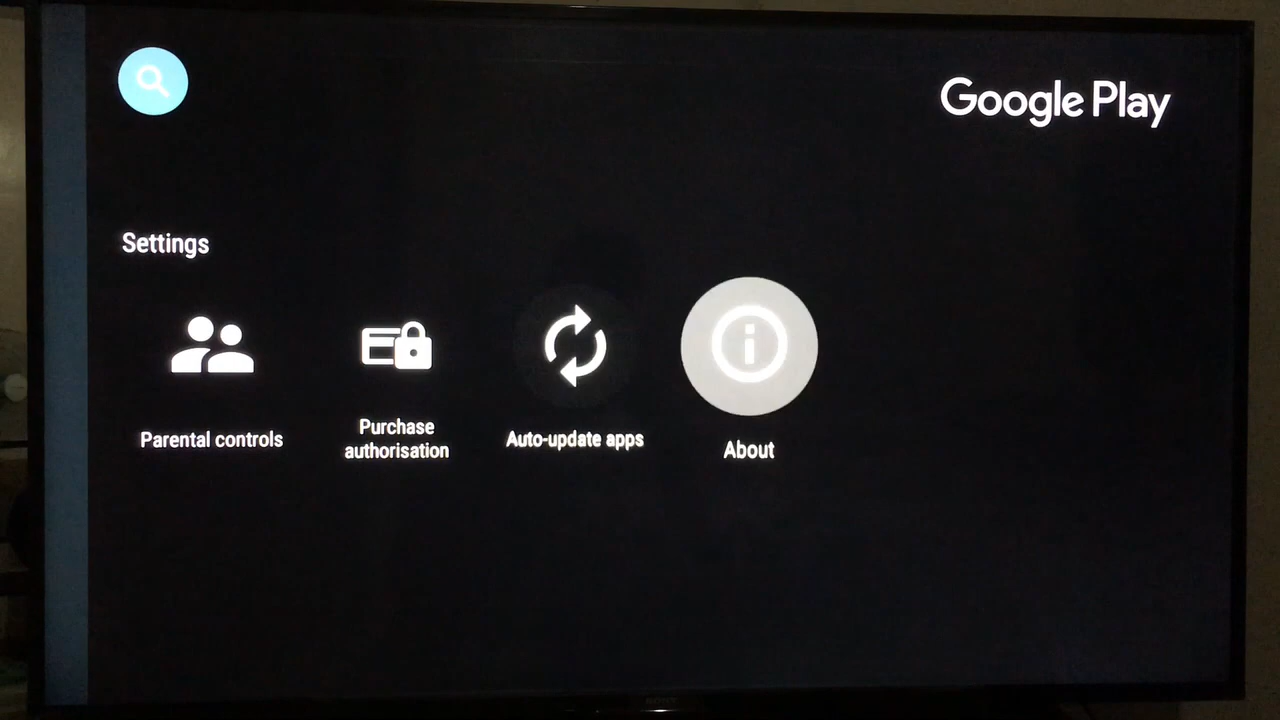 Google Play
Settings
Parental controls
Purchase
authorisation
Auto-update apps
About